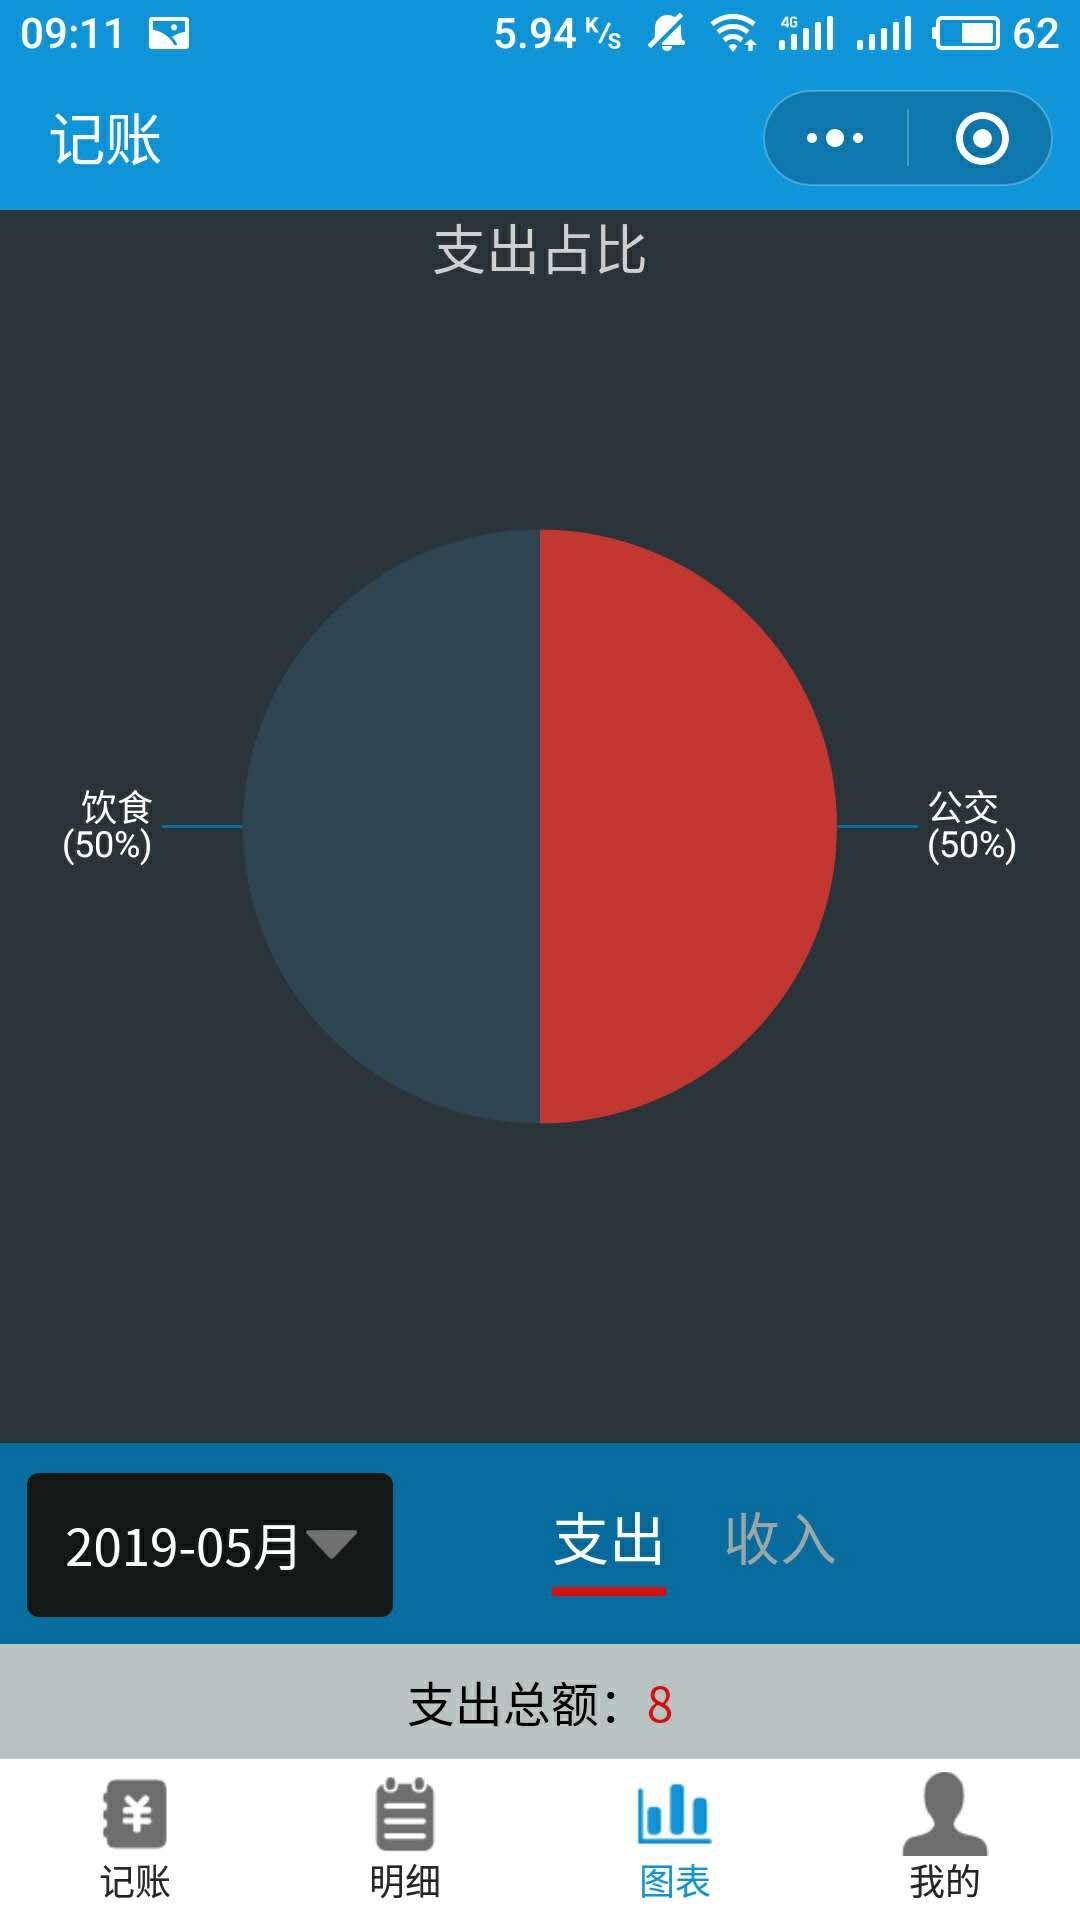 09:11 5.94 K/s 4G 62
记账
支出占比
饮食
(50%)
公交
(50%)
2019-05月 支出 收入
支出总额：8
记账 明细 图表 我的